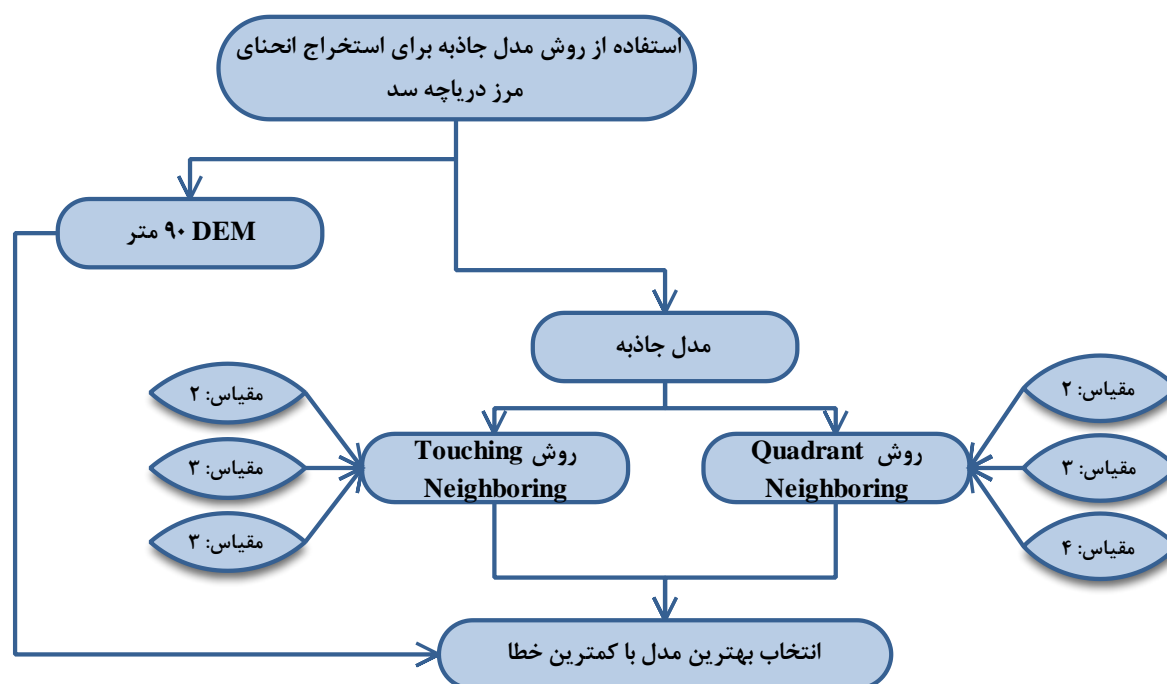 استفاده از روش مدل جاذبه برای استخراج انحنای
مرز دریاچه سد
DEM ۹۰ متر
مدل جاذبه
مقیاس: ۲
مقیاس: ۳
مقیاس: ۳
روش Touching
Neighboring
روش Quadrant
Neighboring
مقیاس: ۲
مقیاس: ۳
مقیاس: ۴
انتخاب بهترین مدل با کمترین خطا